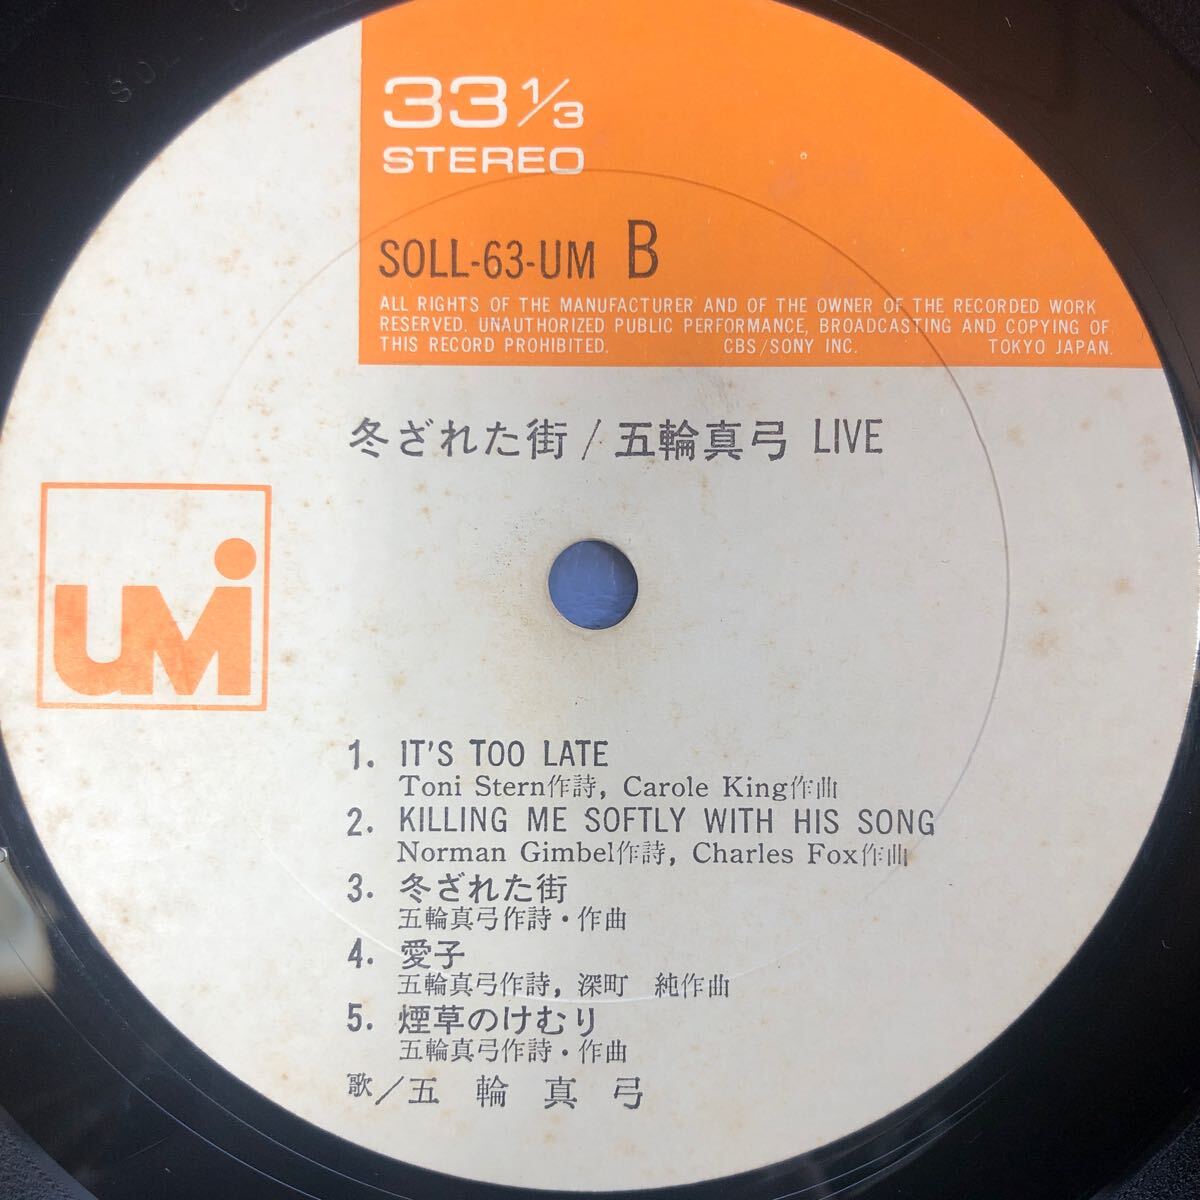 SOL
33 1/3
STEREO
SOLL-63-UM B
ALL RIGHTS OF THE MANUFACTURER AND OF THE OWNER OF THE RECORDED WORK
RESERVED. UNAUTHORIZED PUBLIC PERFORMANCE, BROADCASTING AND COPYING OF
THIS RECORD PROHIBITED. CBS/SONY INC. TOKYO JAPAN.
冬ざれた街/五輪真弓 LIVE
UMI
1. IT'S TOO LATE
Toni Stern作詩, Carole King作曲
2. KILLING ME SOFTLY WITH HIS SONG
Norman Gimbel作詩, Charles Fox作曲
3. 冬ざれた街
五輪真弓作詩・作曲
4. 愛子
五輪真弓作詩, 深町 純作曲
5. 煙草のけむり
五輪真弓作詩・作曲
歌/五輪真弓